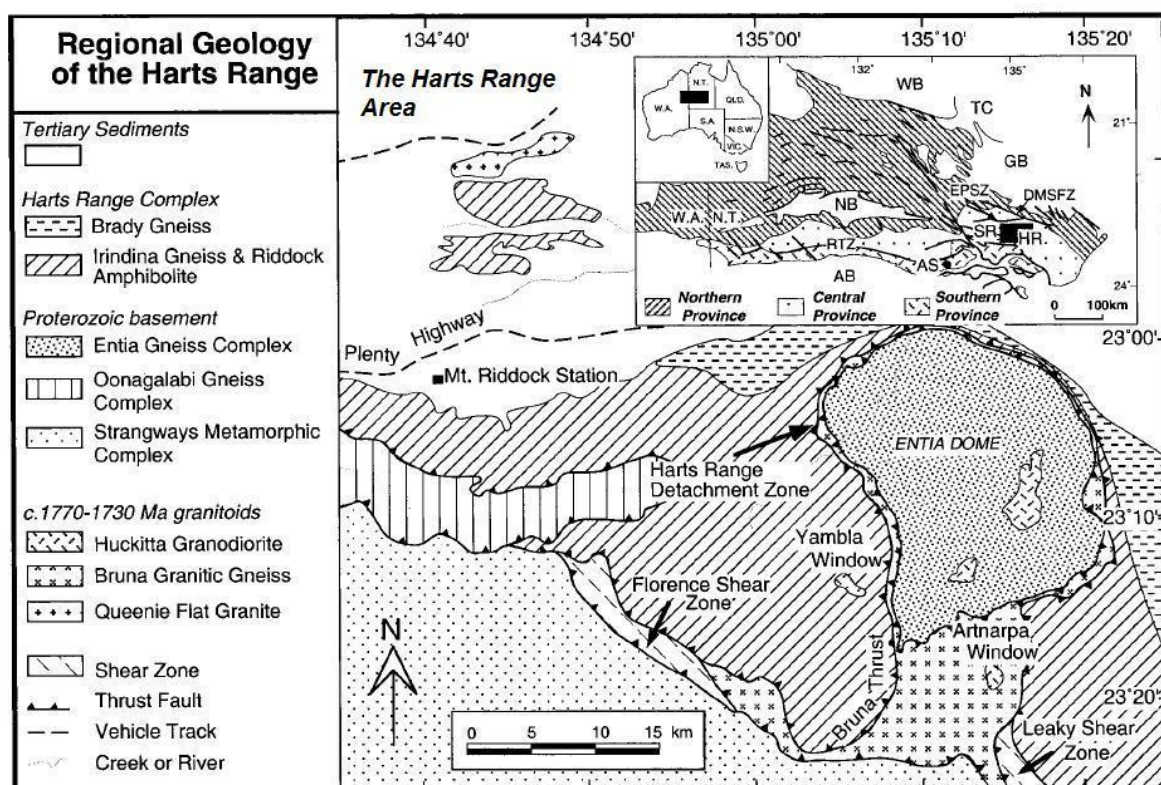 Regional Geology
of the Harts Range
Tertiary Sediments
Harts Range Complex
Brady Gneiss
Irindina Gneiss & Riddock
Amphibolite
Proterozoic basement
Entia Gneiss Complex
Oonagalabi Gneiss
Complex
Strangways Metamorphic
Complex
c.1770-1730 Ma granitoids
Huckitta Granodiorite
Bruna Granitic Gneiss
Queenie Flat Granite
Shear Zone
Thrust Fault
Vehicle Track
Creek or River
134°40' 134°50' 135°00' 135°10' 135°20'
The Harts Range
Area
N.T.
W.A.
QLD.
S.A.
N.S.W.
VIC.
TAS.
132° 135°
WB
TC
N
21°
GB
EPSZ
DMSFZ
NB
W.A. N.T.
SR
HR.
RTZ
AS
AB
24°
0 100km
Northern
Province
Central
Province
Southern
Province
23°00'
Plenty
Highway
Mt. Riddock Station
ENTIA DOME
Harts Range
Detachment Zone
23°10'
Yambla
Window
Florence Shear
Zone
N
Artnarpa
Window
23°20'
Bruna Thrust
Leaky Shear
Zone
0 5 10 15 km